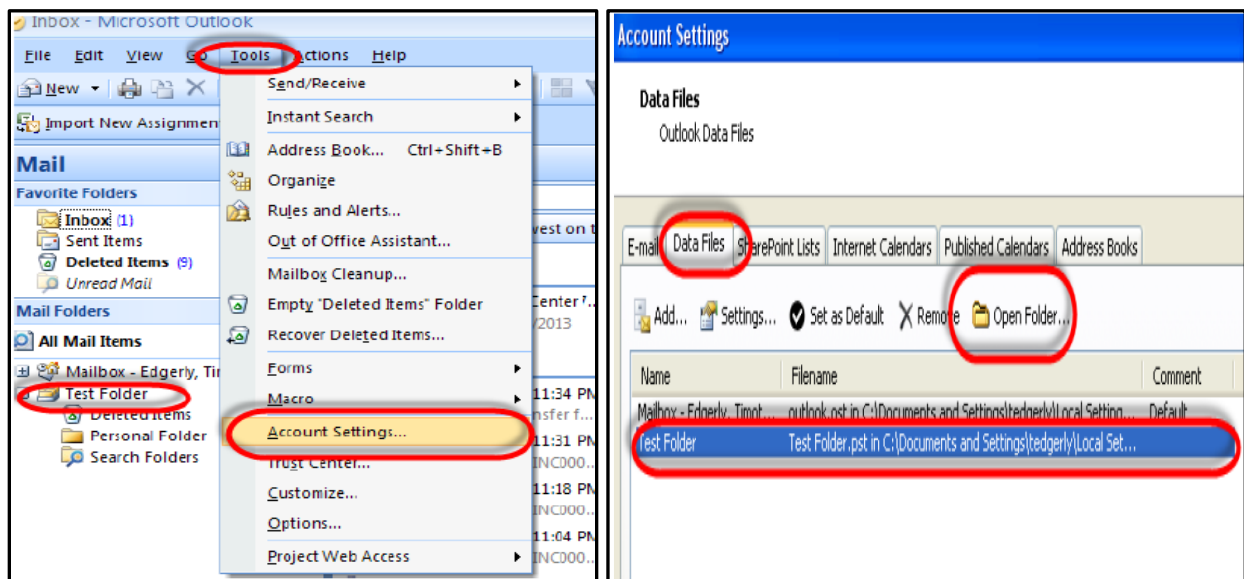 Inbox - Microsoft Outlook
File Edit View Go Tools Actions Help
New
Import New Assignmen
Mail
Favorite Folders
Inbox (1)
Sent Items
Deleted Items (9)
Unread Mail
Mail Folders
All Mail Items
Mailbox - Edgerly, Tir
Test Folder
Deleted Items
Personal Folder
Search Folders
Send/Receive
Instant Search
Address Book... Ctrl+Shift+B
Organize
Rules and Alerts...
Out of Office Assistant...
Mailbox Cleanup...
Empty "Deleted Items" Folder
Recover Deleted Items...
Forms
Macro
Account Settings...
Trust Center...
Customize...
Options...
Project Web Access
west on t
Center
/2013
11:34 PM
nsfer f...
11:31 PM
INC000...
11:18 PM
INC000...
11:04 PM
INC000...
Account Settings
Data Files
Outlook Data Files
E-mail Data Files SharePoint Lists Internet Calendars Published Calendars Address Books
Add... Settings... Set as Default Remove Open Folder...
Name Filename Comment
Mailbox - Edgerly, Timot... outlook.ost in C:\Documents and Settings\tedgerly\Local Setting... Default
Test Folder Test Folder.pst in C:\Documents and Settings\tedgerly\Local Set...